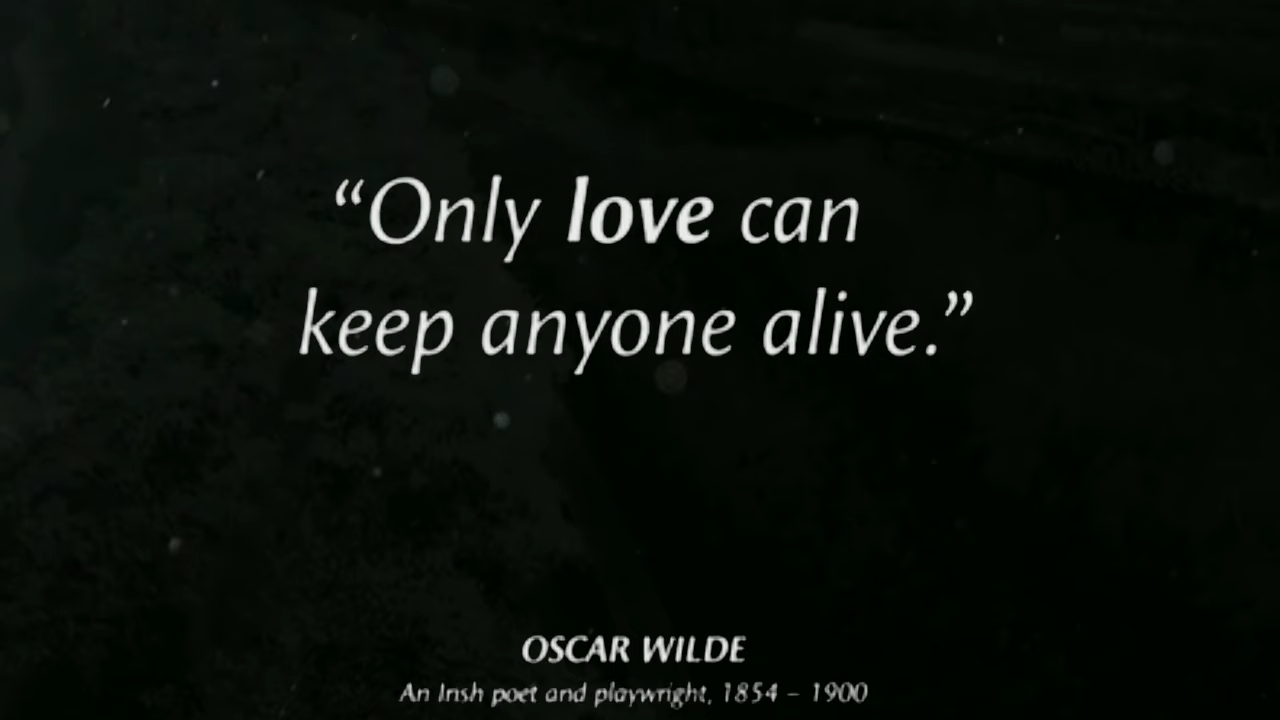 “Only love can
keep anyone alive.”
OSCAR WILDE
An Irish poet and playwright, 1854 – 1900